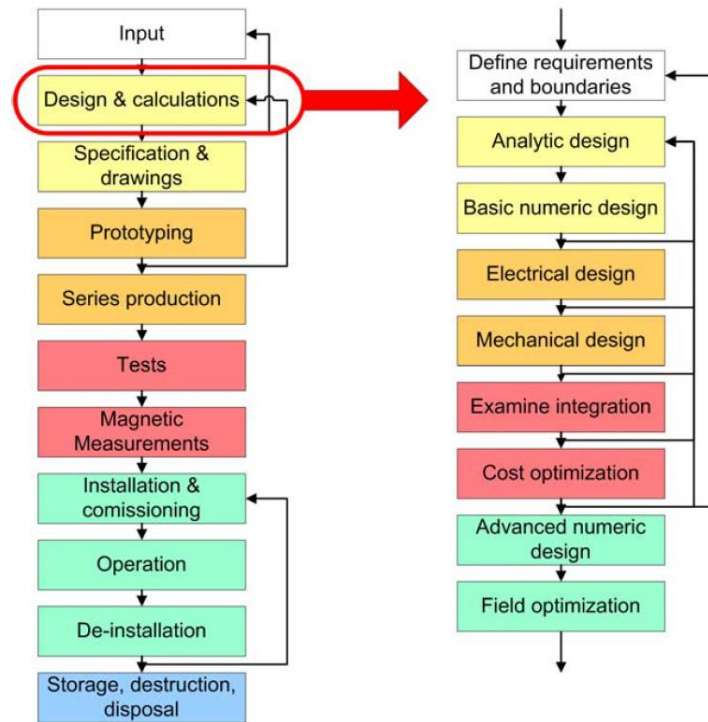 Input
Design & calculations
Specification &
drawings
Prototyping
Series production
Tests
Magnetic
Measurements
Installation &
comissioning
Operation
De-installation
Storage, destruction,
disposal
Define requirements
and boundaries
Analytic design
Basic numeric design
Electrical design
Mechanical design
Examine integration
Cost optimization
Advanced numeric
design
Field optimization